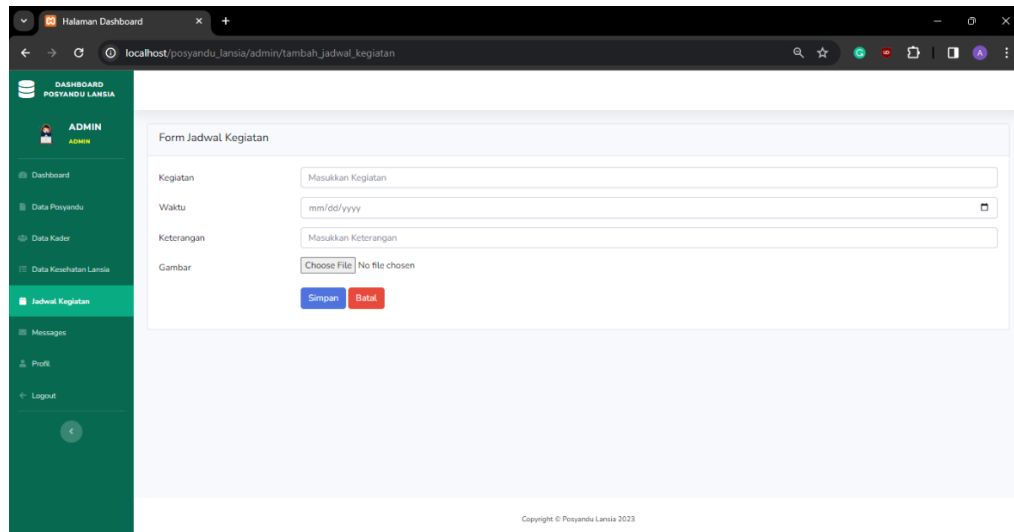 Halaman Dashboard
localhost/posyandu_lansia/admin/tambah_jadwal_kegiatan
A
DASHBOARD
POSYANDU LANSIA
ADMIN
ADMIN
Dashboard
Data Posyandu
Data Kader
Data Kesehatan Lansia
Jadwal Kegiatan
Messages
Profil
Logout
Form Jadwal Kegiatan
Kegiatan
Masukkan Kegiatan
Waktu
mm/dd/yyyy
Keterangan
Masukkan Keterangan
Gambar
Choose File No file chosen
Simpan
Batal
Copyright © Posyandu Lansia 2023